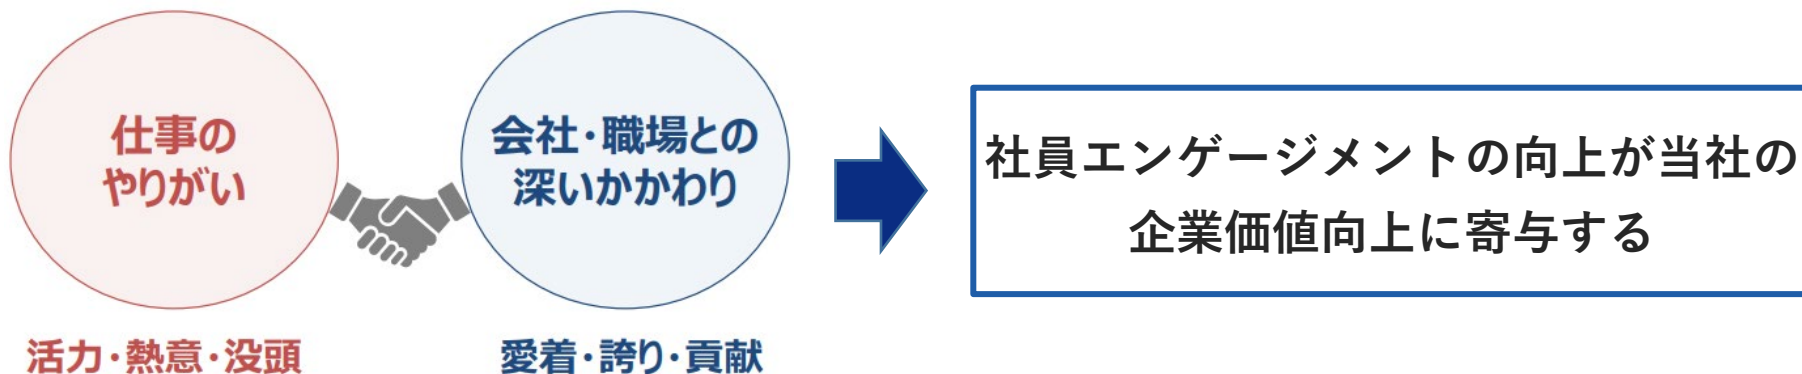 仕事の
やりがい
会社・職場との
深いかかわり
社員エンゲージメントの向上が当社の
企業価値向上に寄与する
活力・熱意・没頭
愛着・誇り・貢献